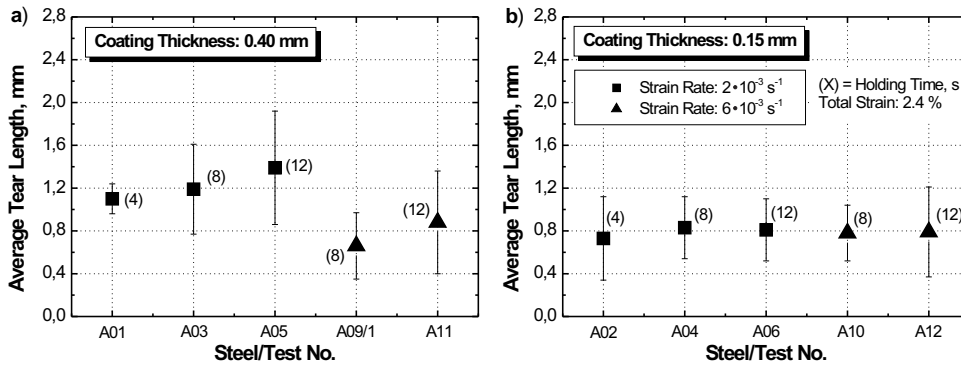 a)
Coating Thickness: 0.40 mm
Average Tear Length, mm
2,8
2,4
2,0
1,6
1,2
0,8
0,4
0,0
(4)
(8)
(12)
(8)
(12)
A01 A03 A05 A09/1 A11
Steel/Test No.
b)
Coating Thickness: 0.15 mm
Strain Rate: 2•10⁻³ s⁻¹
Strain Rate: 6•10⁻³ s⁻¹
(X) = Holding Time, s
Total Strain: 2.4 %
Average Tear Length, mm
2,8
2,4
2,0
1,6
1,2
0,8
0,4
0,0
(4)
(8)
(12)
(8)
(12)
A02 A04 A06 A10 A12
Steel/Test No.